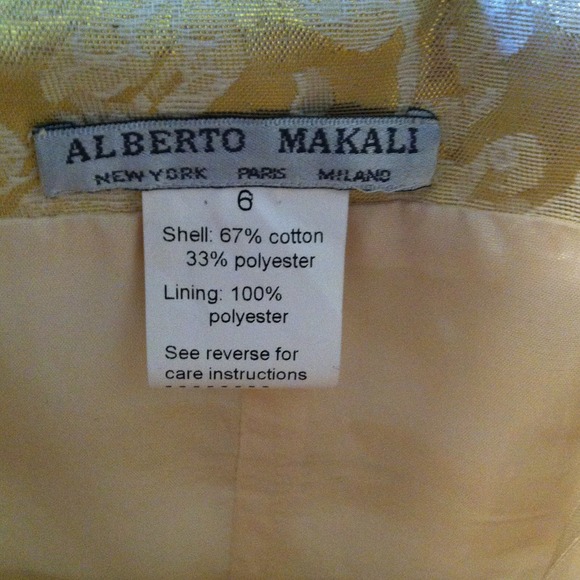 ALBERTO MAKALI
NEW YORK PARIS MILANO
6
Shell: 67% cotton
33% polyester
Lining: 100%
polyester
See reverse for
care instructions